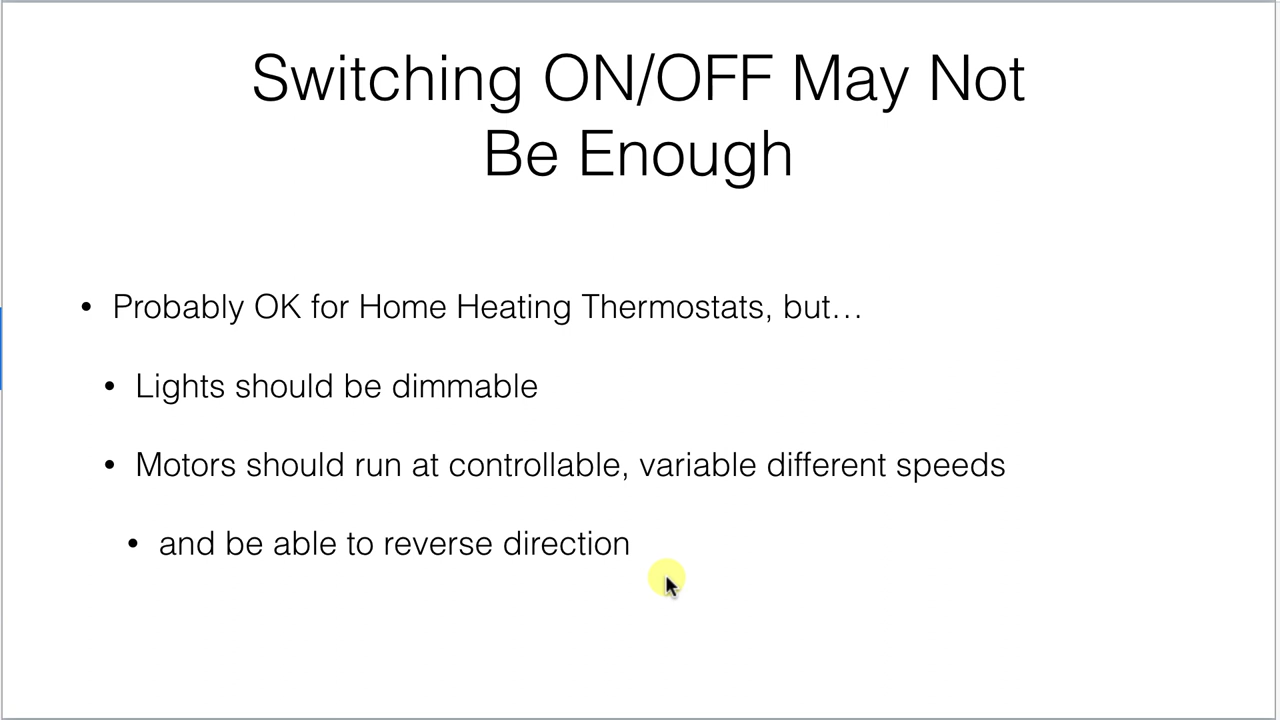 Switching ON/OFF May Not
Be Enough
• Probably OK for Home Heating Thermostats, but…
• Lights should be dimmable
• Motors should run at controllable, variable different speeds
• and be able to reverse direction